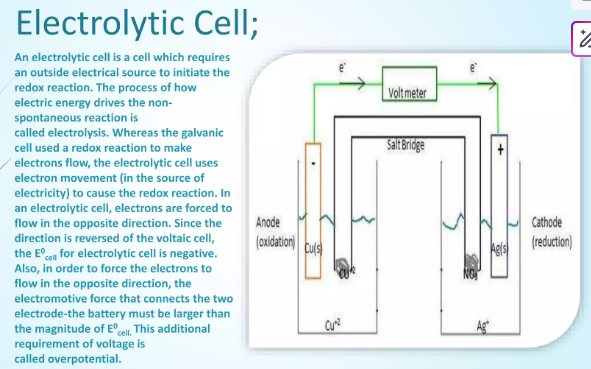 Electrolytic Cell;
An electrolytic cell is a cell which requires
an outside electrical source to initiate the
redox reaction. The process of how
electric energy drives the non-
spontaneous reaction is
called electrolysis. Whereas the galvanic
cell used a redox reaction to make
electrons flow, the electrolytic cell uses
electron movement (in the source of
electricity) to cause the redox reaction. In
an electrolytic cell, electrons are forced to
flow in the opposite direction. Since the
direction is reversed of the voltaic cell,
the E⁰cell for electrolytic cell is negative.
Also, in order to force the electrons to
flow in the opposite direction, the
electromotive force that connects the two
electrode-the battery must be larger than
the magnitude of E⁰cell. This additional
requirement of voltage is
called overpotential.
e⁻ e⁻
Voltmeter
Salt Bridge
- +
Anode
(oxidation)
Cu(s)
Ag(s)
Cathode
(reduction)
Cu⁺²
Ag⁺